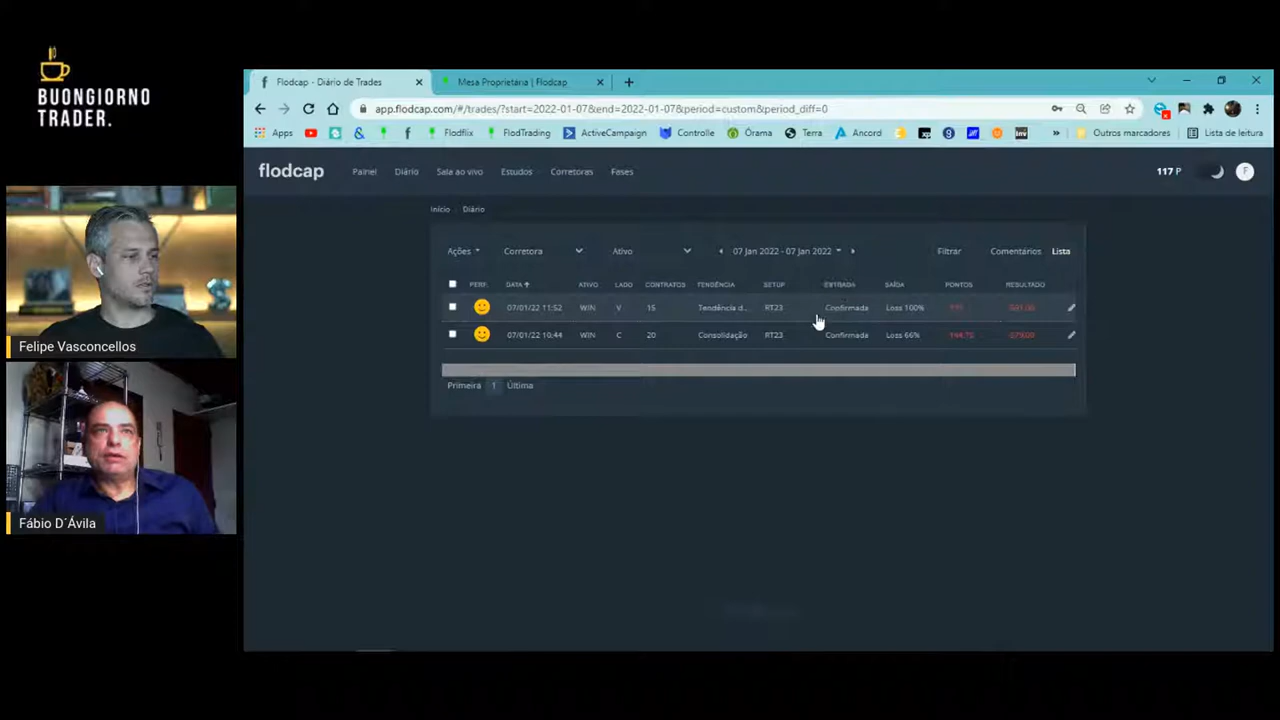 BUONGIORNO
TRADER.
Felipe Vasconcellos
Fábio D´Ávila
Flodcap - Diário de Trades
Mesa Proprietária | Flodcap
app.flodcap.com/#/trades/?start=2022-01-07&end=2022-01-07&period=custom&period_diff=0
Apps
Flodflix
FlodTrading
ActiveCampaign
Controlle
Órama
Terra
Ancord
Outros marcadores
Lista de leitura
flodcap
Painel
Diário
Sala ao vivo
Estudos
Corretoras
Fases
117 P
F
Início
Diário
Ações
Corretora
Ativo
07 Jan 2022 - 07 Jan 2022
Filtrar
Comentários
Lista
PERF. DATA ATIVO LADO CONTRATOS TENDÊNCIA SETUP ENTRADA SAÍDA PONTOS RESULTADO
07/01/22 11:52 WIN V 15 Tendência d... RT23 Confirmada Loss 100%
07/01/22 10:44 WIN C 20 Consolidação RT23 Confirmada Loss 66%
Primeira 1 Última